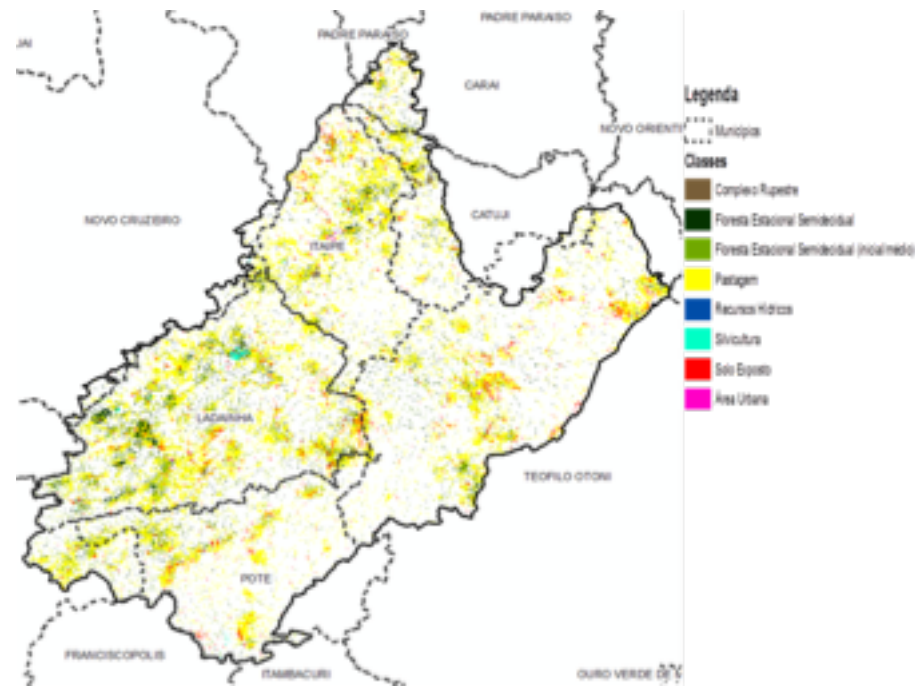 PADRE PARAISO
JAI
PADRE PARAISO
CARAI
NOVO ORIENT
NOVO CRUZEIRO
CATUJI
ITAIPE
LADAINHA
TEOFILO OTONI
POTE
FRANCISCOPOLIS
ITAMBACURI
OURO VERDE DE M
Legenda
Municípios
Classes
Complexo Rupestre
Floresta Estacional Semidecidual
Floresta Estacional Semidecidual (inicial/médio)
Pastagem
Recursos Hídricos
Silvicultura
Solo Exposto
Área Urbana